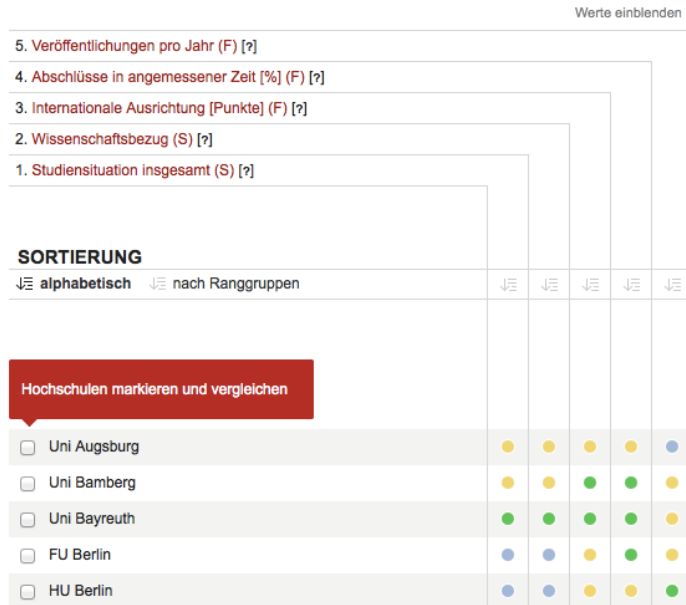 Werte einblenden
5. Veröffentlichungen pro Jahr (F) [?]
4. Abschlüsse in angemessener Zeit [%] (F) [?]
3. Internationale Ausrichtung [Punkte] (F) [?]
2. Wissenschaftsbezug (S) [?]
1. Studiensituation insgesamt (S) [?]
SORTIERUNG
alphabetisch nach Ranggruppen
Hochschulen markieren und vergleichen
Uni Augsburg
Uni Bamberg
Uni Bayreuth
FU Berlin
HU Berlin